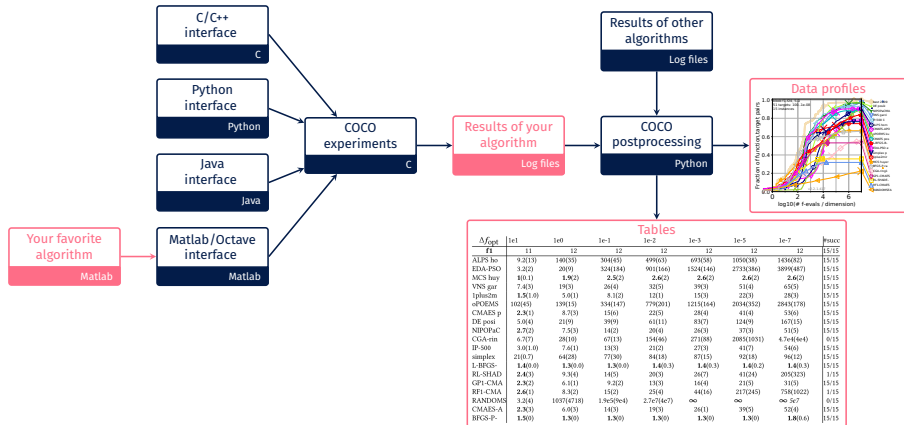 C/C++
interface
C
Python
interface
Python
Java
interface
Java
Your favorite
algorithm
Matlab
Matlab/Octave
interface
Matlab
COCO
experiments
C
Results of your
algorithm
Log files
Results of other
algorithms
Log files
COCO
postprocessing
Python
Data profiles
Fraction of function,target pairs
1.0
0.8
0.6
0.4
0.2
0.0
0 2 4 6
log10(# f-evals / dimension)
Tables
Δfopt 1e1 1e0 1e-1 1e-2 1e-3 1e-5 1e-7 #succ
f1 11 12 12 12 12 12 12 15/15
ALPS ho 9.2(13) 140(35) 304(45) 499(63) 693(58) 1050(38) 1436(82) 15/15
EDA-PSO 3.2(2) 20(9) 324(184) 901(166) 1524(146) 2733(386) 3899(487) 15/15
MCS huy 1(0.1) 1.9(2) 2.5(2) 2.6(2) 2.6(2) 2.6(2) 2.6(2) 15/15
VNS gar 7.4(3) 19(3) 26(4) 32(5) 39(3) 51(4) 65(5) 15/15
1plus2m 1.5(1.0) 5.0(1) 8.1(2) 12(1) 15(3) 22(3) 28(3) 15/15
oPOEMS 102(45) 139(15) 334(147) 779(201) 1215(164) 2034(352) 2843(178) 15/15
CMAES p 2.3(1) 8.7(3) 15(6) 22(5) 28(4) 41(4) 53(6) 15/15
DE posi 5.0(4) 21(9) 39(9) 61(11) 83(7) 124(9) 167(15) 15/15
NIPOPaC 2.7(2) 7.5(3) 14(2) 20(4) 26(3) 37(3) 51(5) 15/15
CGA-rin 6.7(7) 28(10) 67(13) 154(46) 271(88) 2085(1031) 4.7e4(4e4) 0/15
IP-500 3.0(1.0) 7.6(1) 13(3) 21(2) 27(3) 41(7) 54(6) 15/15
simplex 21(0.7) 64(28) 77(30) 84(18) 87(15) 92(18) 96(12) 15/15
L-BFGS- 1.4(0.0) 1.3(0.0) 1.3(0.0) 1.4(0.3) 1.4(0.3) 1.4(0.2) 1.4(0.3) 15/15
RL-SHAD 2.4(3) 9.3(4) 14(5) 20(3) 26(7) 41(24) 205(323) 1/15
GP1-CMA 2.3(2) 6.1(1) 9.2(2) 13(3) 16(4) 21(5) 31(5) 15/15
RF1-CMA 2.6(1) 8.3(2) 15(2) 25(4) 44(16) 217(245) 758(1022) 1/15
RANDOMS 3.2(4) 1037(4718) 1.9e5(9e4) 2.7e7(4e7) ∞ ∞ ∞ 5e7 0/15
CMAES-A 2.3(3) 6.0(3) 14(3) 19(3) 26(1) 39(5) 52(4) 15/15
BFGS-P- 1.5(0) 1.3(0) 1.3(0) 1.3(0) 1.3(0) 1.3(0) 1.8(0.6) 15/15